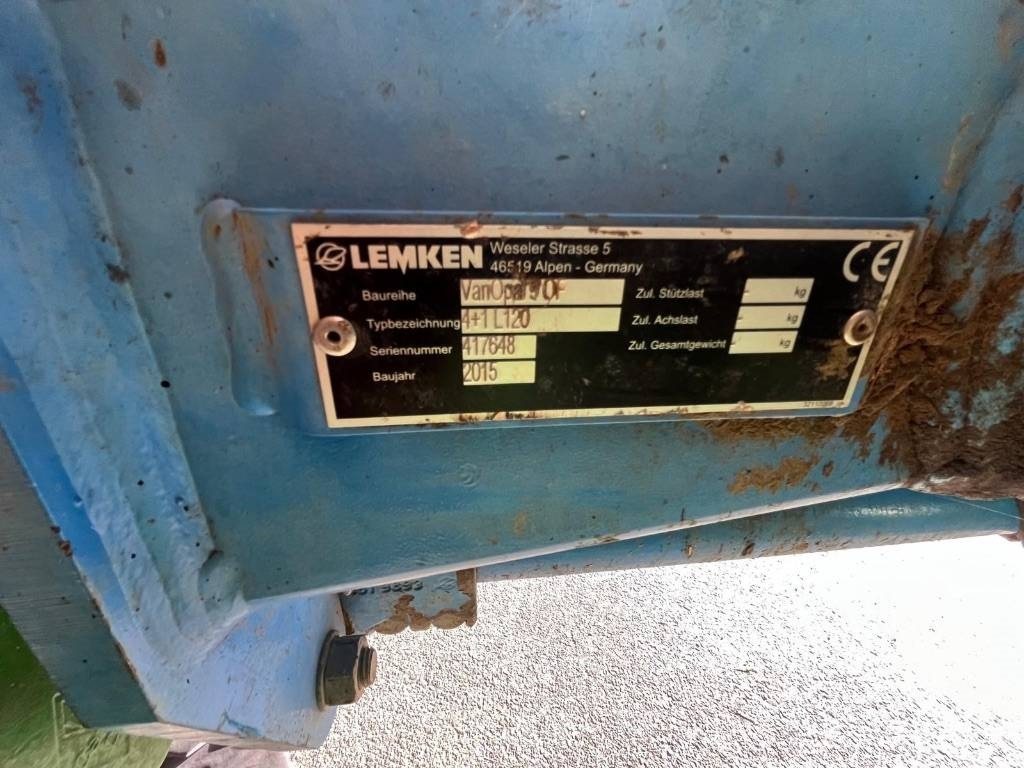 LEMKEN
Weseler Strasse 5
46519 Alpen - Germany
CE
Baureihe
Zul. Stützlast - kg
Typbezeichnung 4+1 L120
Zul. Achslast - kg
Seriennummer 417648
Zul. Gesamtgewicht - kg
Baujahr 2015